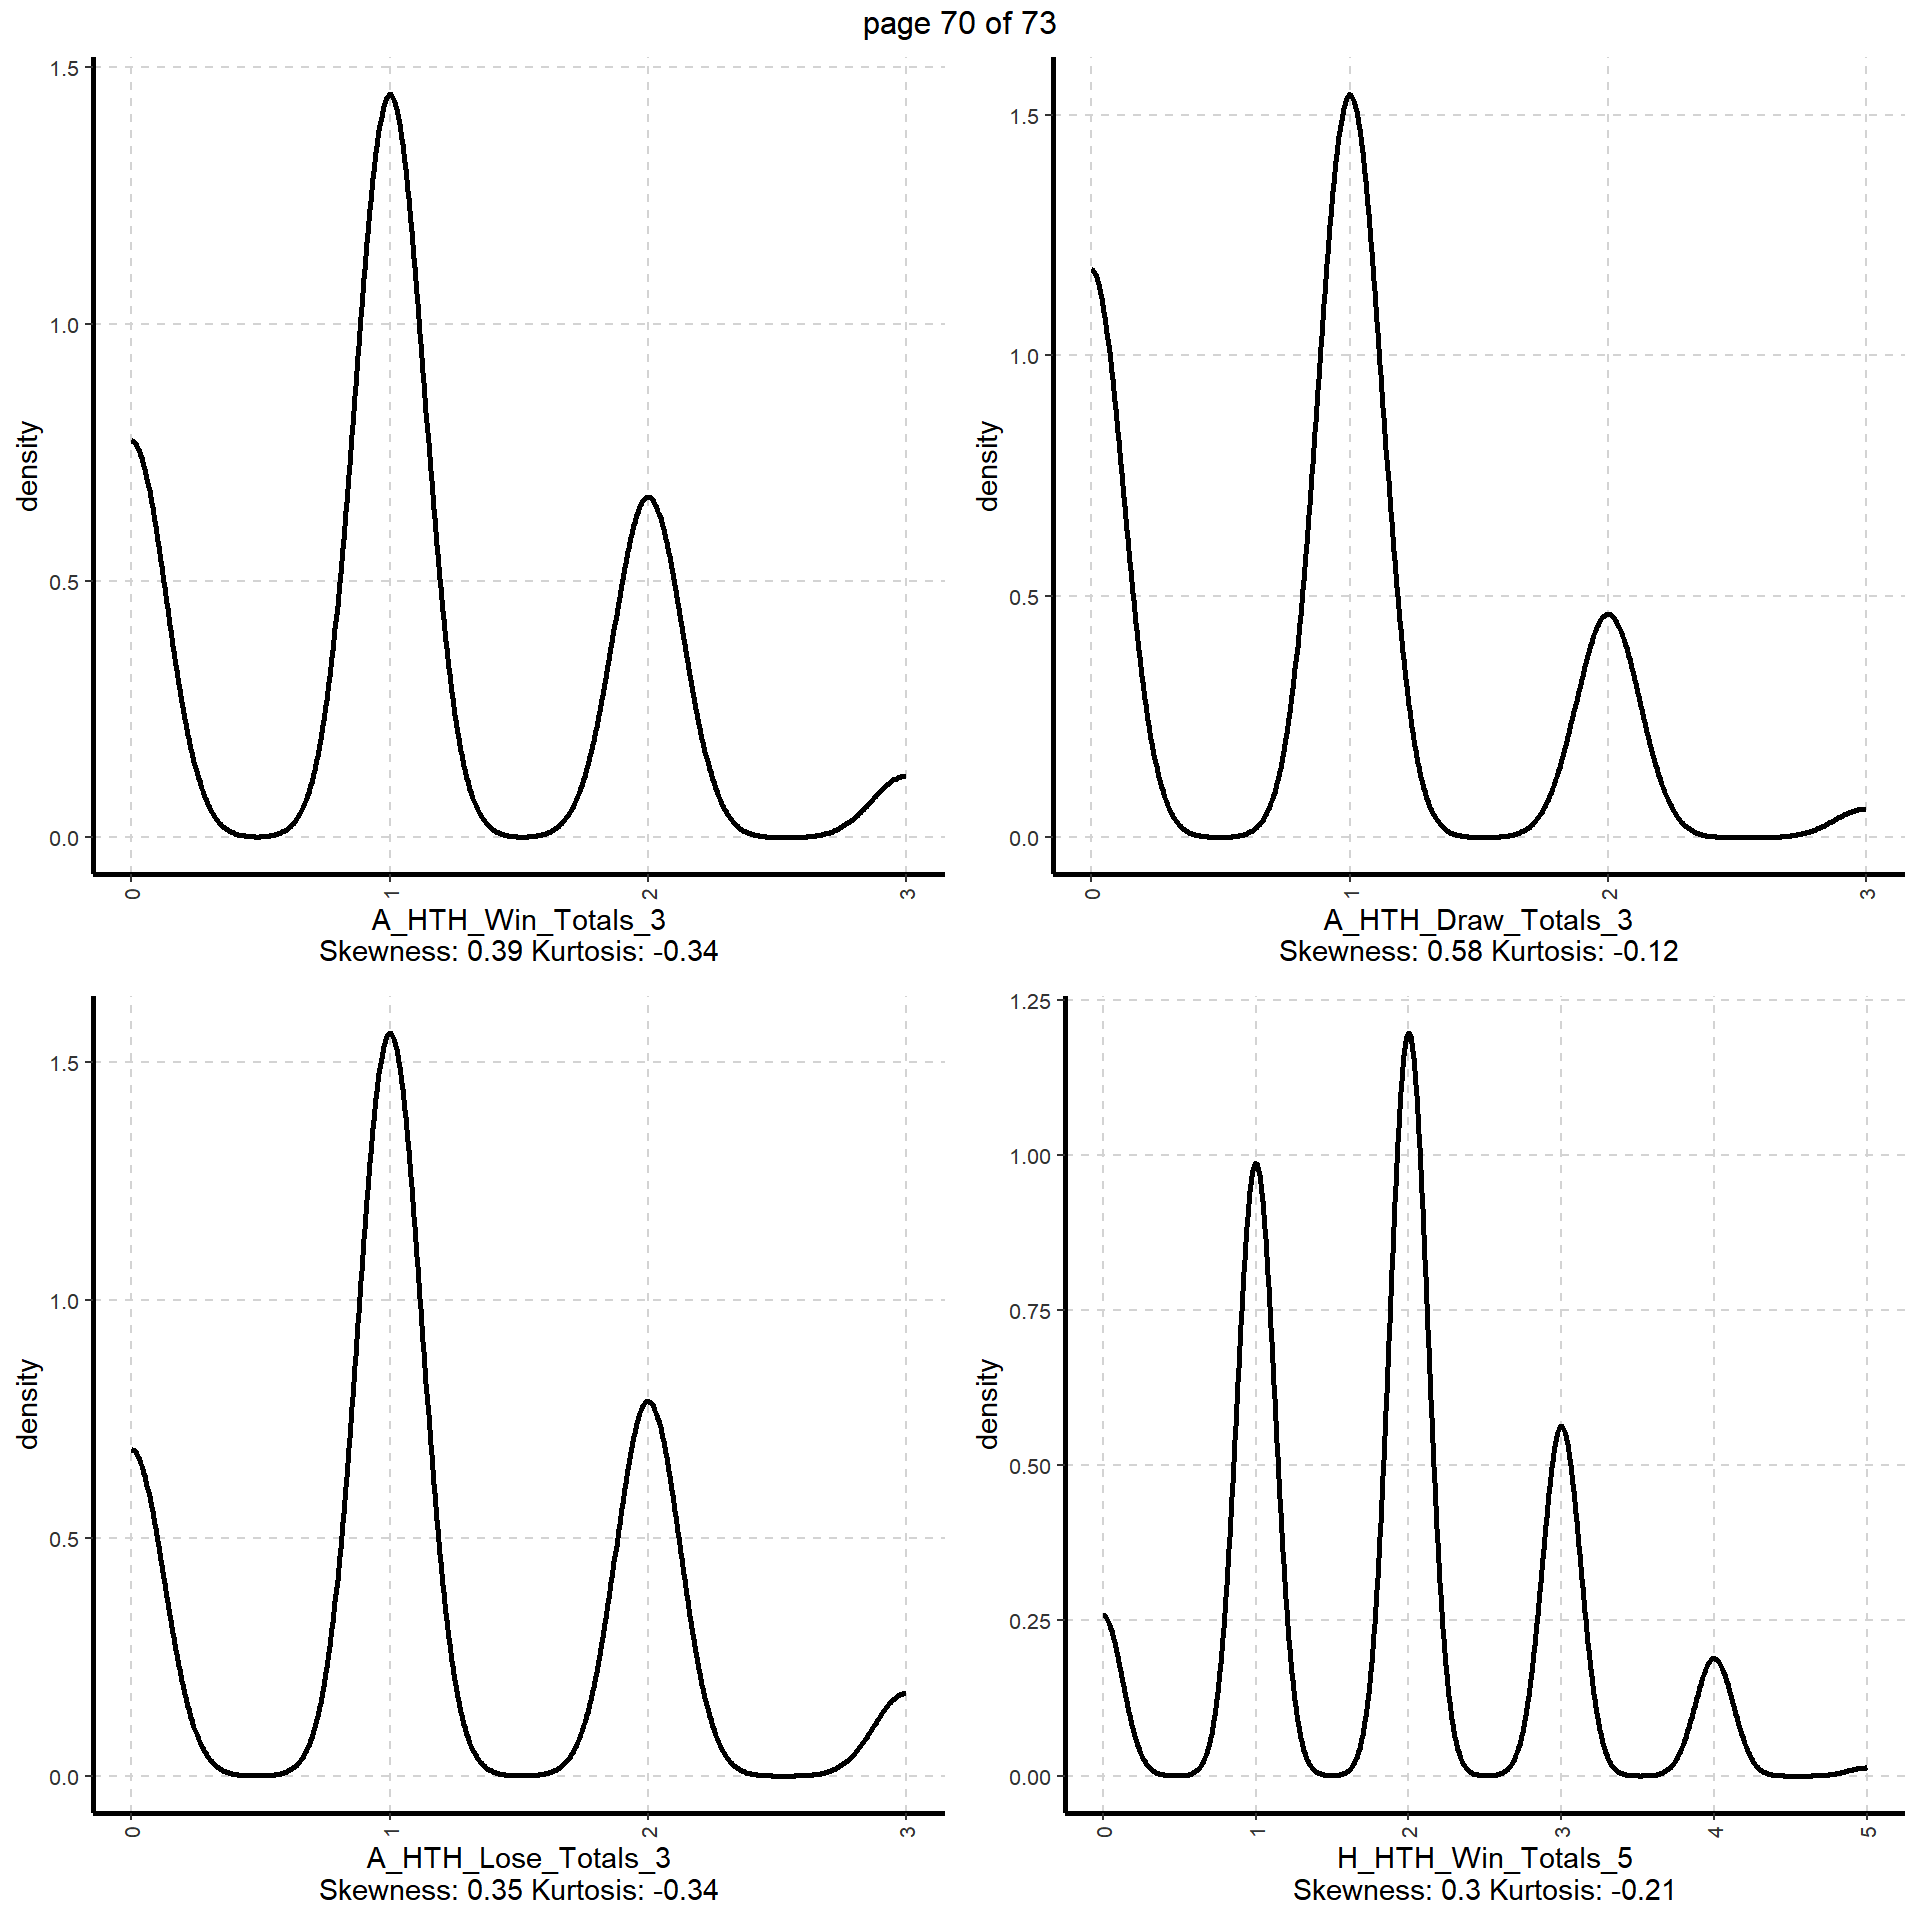 page 70 of 73
1.5
1.0
0.5
0.0
density
0 1 2 3
A_HTH_Win_Totals_3
Skewness: 0.39 Kurtosis: -0.34
1.5
1.0
0.5
0.0
density
0 1 2 3
A_HTH_Draw_Totals_3
Skewness: 0.58 Kurtosis: -0.12
1.5
1.0
0.5
0.0
density
0 1 2 3
A_HTH_Lose_Totals_3
Skewness: 0.35 Kurtosis: -0.34
1.25
1.00
0.75
0.50
0.25
0.00
density
0 1 2 3 4 5
H_HTH_Win_Totals_5
Skewness: 0.3 Kurtosis: -0.21